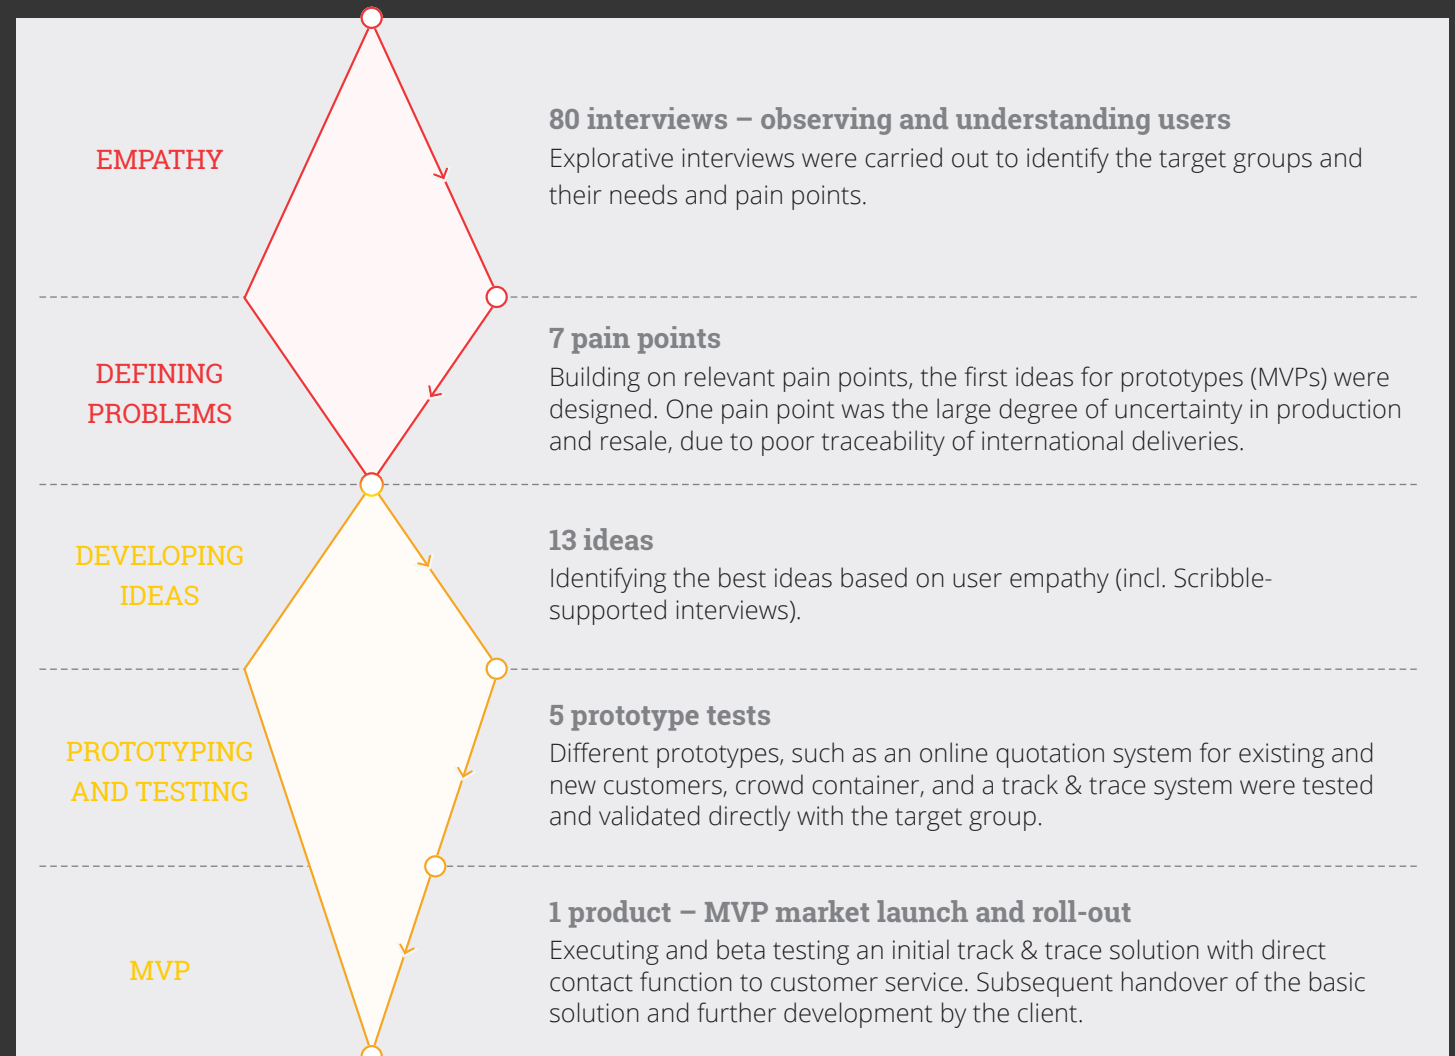 EMPATHY
80 interviews – observing and understanding users
Explorative interviews were carried out to identify the target groups and
their needs and pain points.
DEFINING
PROBLEMS
7 pain points
Building on relevant pain points, the first ideas for prototypes (MVPs) were
designed. One pain point was the large degree of uncertainty in production
and resale, due to poor traceability of international deliveries.
DEVELOPING
IDEAS
13 ideas
Identifying the best ideas based on user empathy (incl. Scribble-
supported interviews).
PROTOTYPING
AND TESTING
5 prototype tests
Different prototypes, such as an online quotation system for existing and
new customers, crowd container, and a track & trace system were tested
and validated directly with the target group.
MVP
1 product – MVP market launch and roll-out
Executing and beta testing an initial track & trace solution with direct
contact function to customer service. Subsequent handover of the basic
solution and further development by the client.